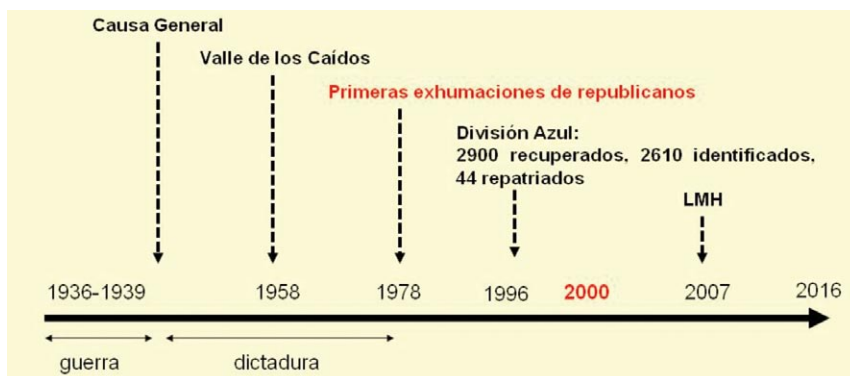 Causa General
Valle de los Caídos
Primeras exhumaciones de republicanos
División Azul:
2900 recuperados, 2610 identificados,
44 repatriados
LMH
1936-1939 1958 1978 1996 2000 2007 2016
guerra dictadura